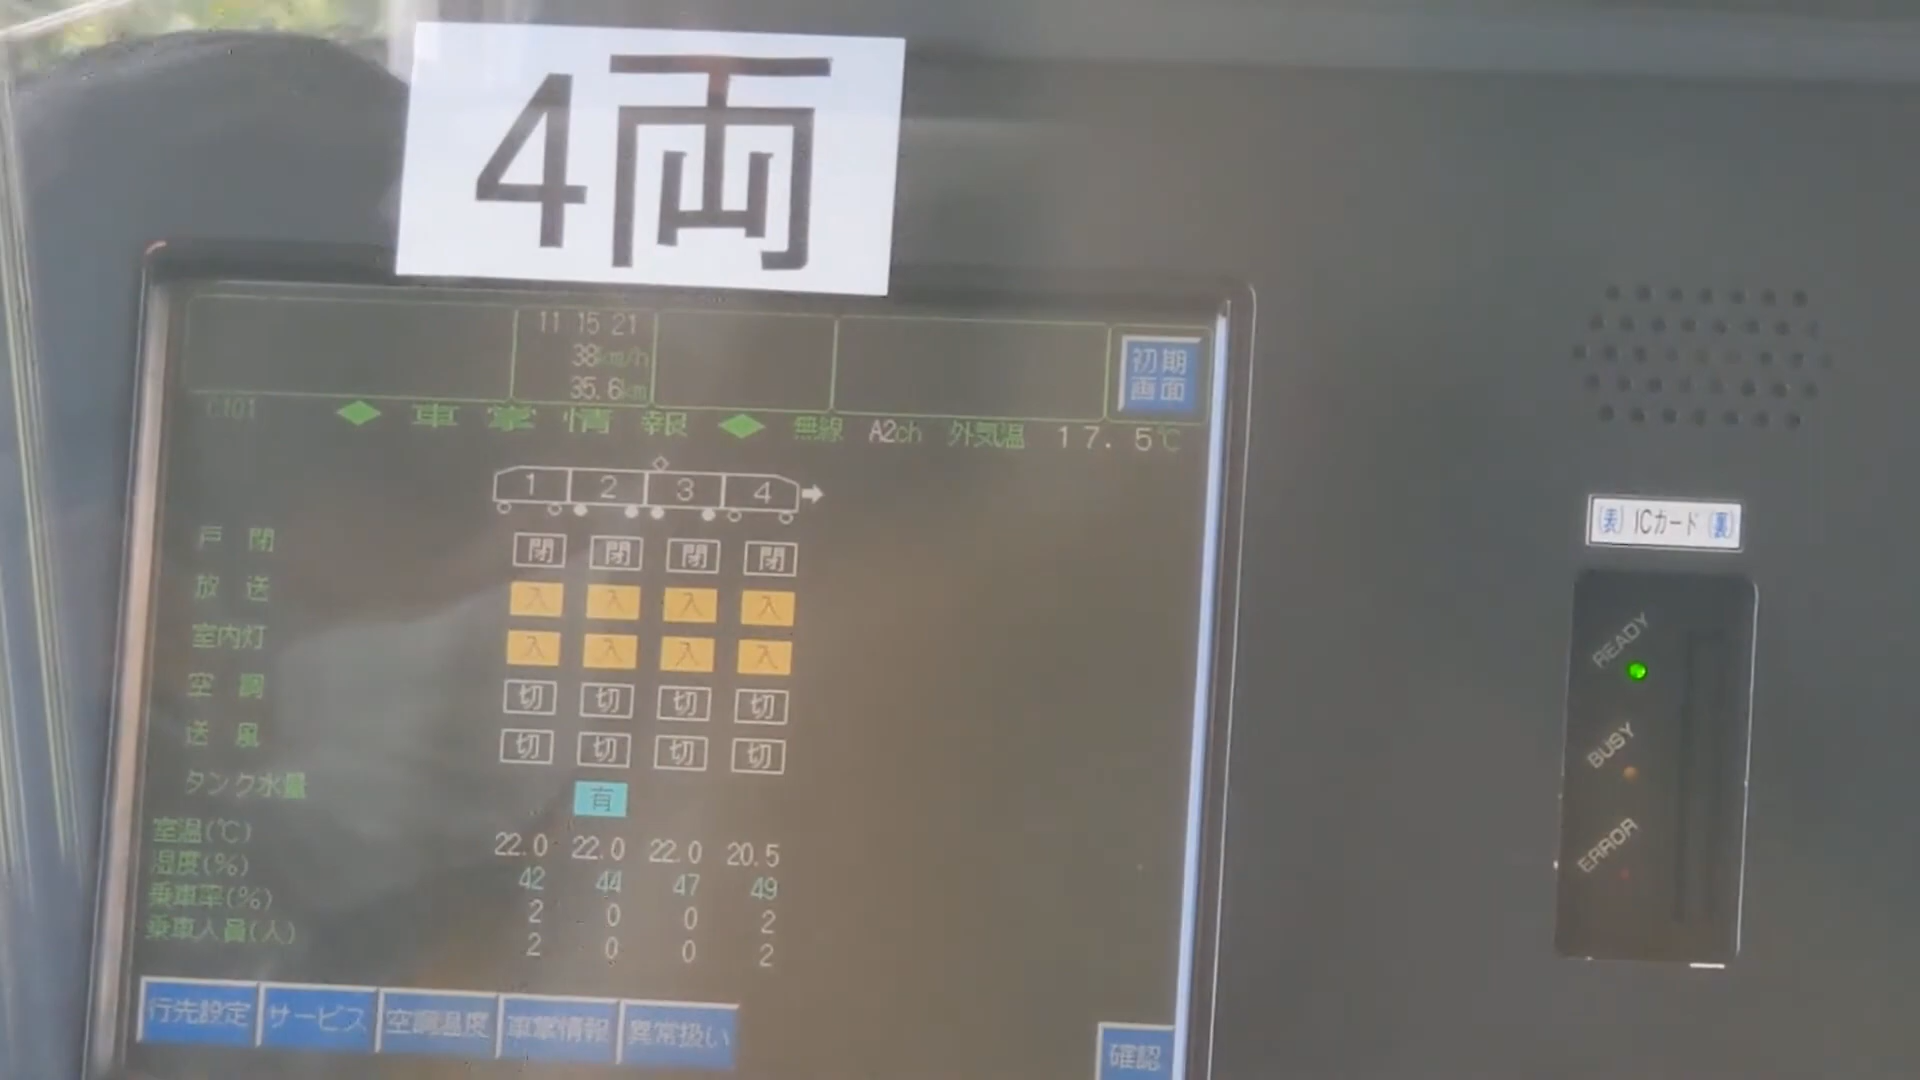 4両
11 15 21
38km/h
35.6km
初期
画面
C101
◆ 車掌情報 ◆ 無線 A2ch 外気温 17.5℃
1 2 3 4
戸閉 閉 閉 閉 閉
放送 入 入 入 入
室内灯 入 入 入 入
空調 切 切 切 切
送風 切 切 切 切
タンク水量 有
室温(℃) 22.0 22.0 22.0 20.5
湿度(%) 42 44 47 49
乗車率(%) 2 0 0 2
乗車人員(人) 2 0 0 2
行先設定 サービス 空調温度 車掌情報 異常扱い
確認
(表) ICカード (裏)
READY
BUSY
ERROR